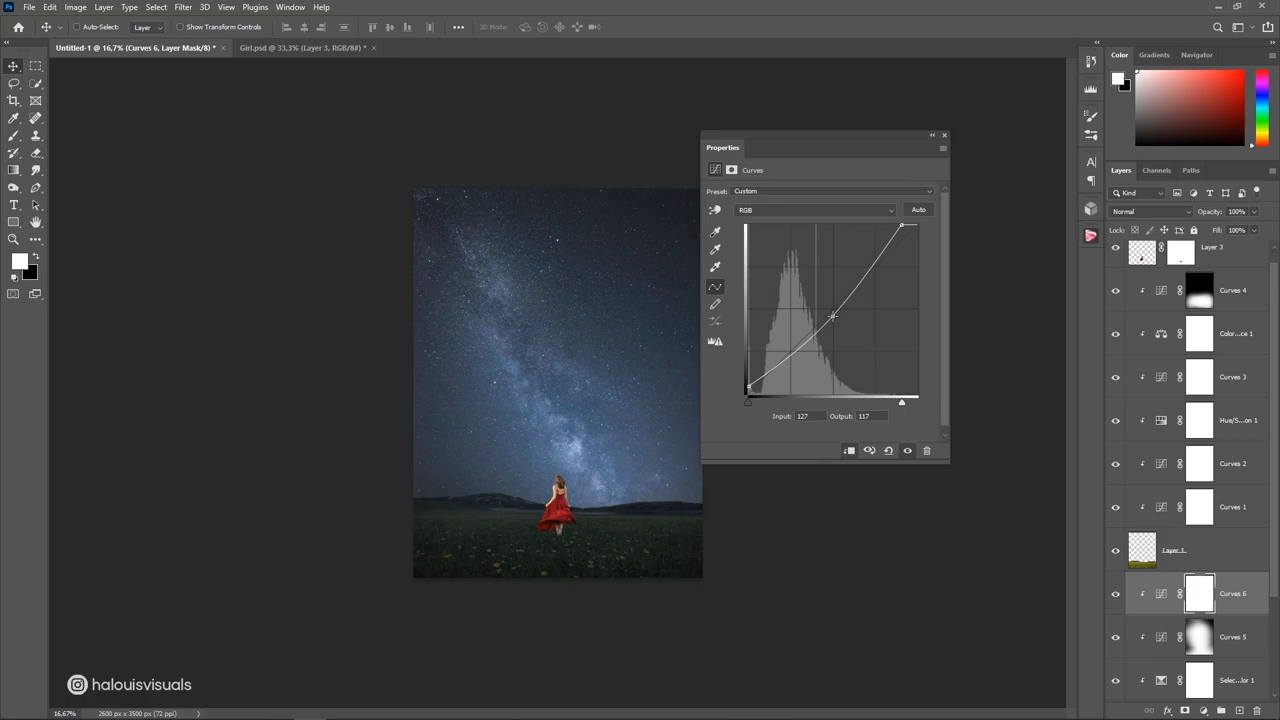 File Edit Image Layer Type Select Filter 3D View Plugins Window Help
Auto-Select: Layer Show Transform Controls 3D Mode:
Untitled-1 @ 16,7% (Curves 6, Layer Mask/8) * Girl.psd @ 33,3% (Layer 3, RGB/8#) *
Color Gradients Navigator
Properties
Curves
Preset: Custom
RGB Auto
Input: 127 Output: 117
Layers Channels Paths
Kind
Normal Opacity: 100%
Lock: Fill: 100%
Layer 3
Curves 4
Color...ce 1
Curves 3
Hue/S...on 1
Curves 2
Curves 1
Layer 1
Curves 6
Curves 5
Selec...lor 1
halouisvisuals
16,67% 2600 px x 3500 px (72 ppi)